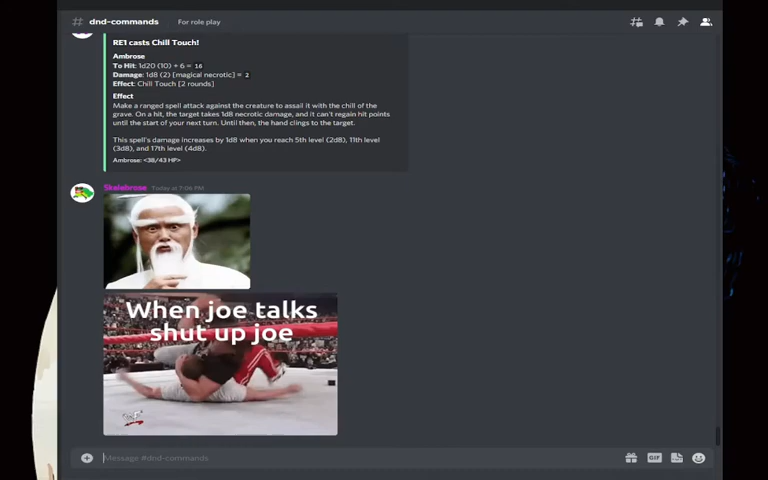 # dnd-commands
For role play
RE1 casts Chill Touch!
Ambrose
To Hit: 1d20 (10) + 6 = 16
Damage: 1d8 (2) [magical necrotic] = 2
Effect: Chill Touch [2 rounds]
Effect
Make a ranged spell attack against the creature to assail it with the chill of the
grave. On a hit, the target takes 1d8 necrotic damage, and it can't regain hit points
until the start of your next turn. Until then, the hand clings to the target.
This spell's damage increases by 1d8 when you reach 5th level (2d8), 11th level
(3d8), and 17th level (4d8).
Ambrose: <38/43 HP>
Skalebrose Today at 7:06 PM
When joe talks
shut up joe
Message #dnd-commands
GIF